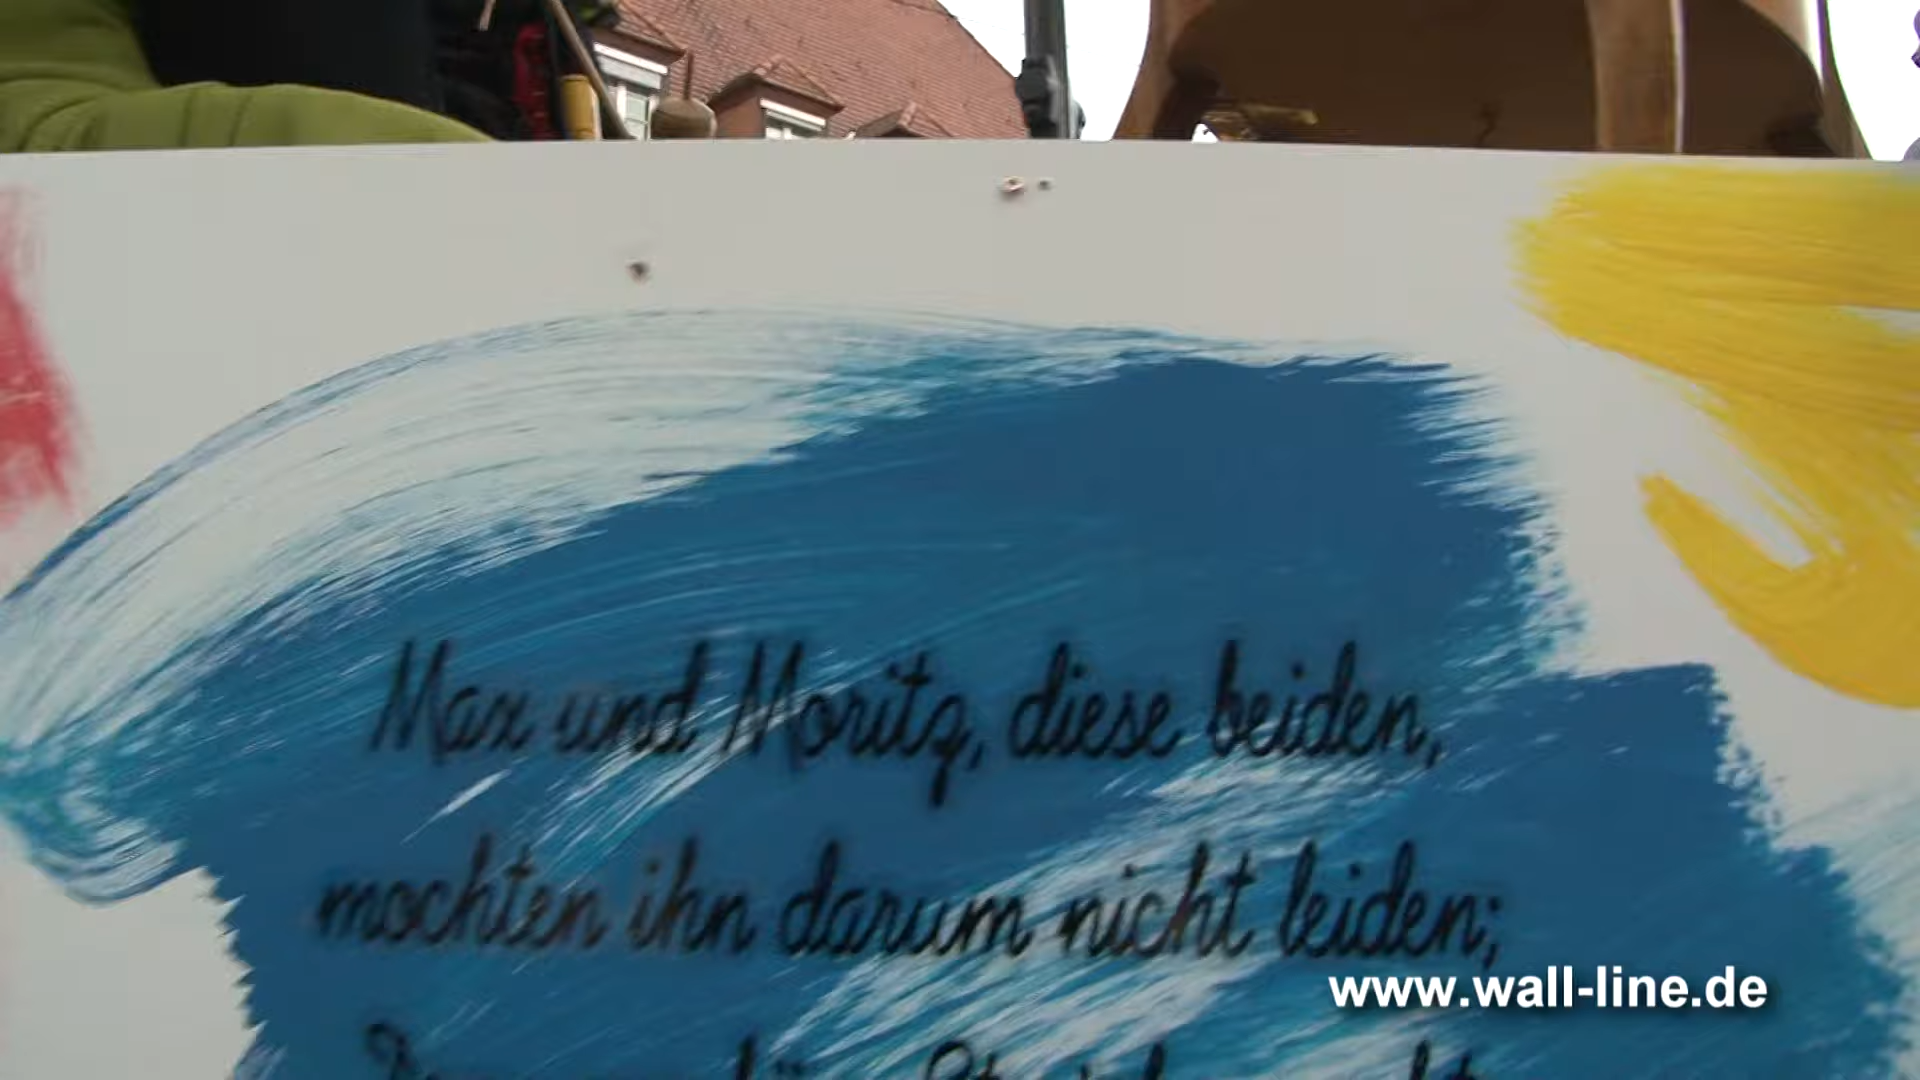 Max und Moritz, diese beiden,
mochten ihn darum nicht leiden;
www.wall-line.de